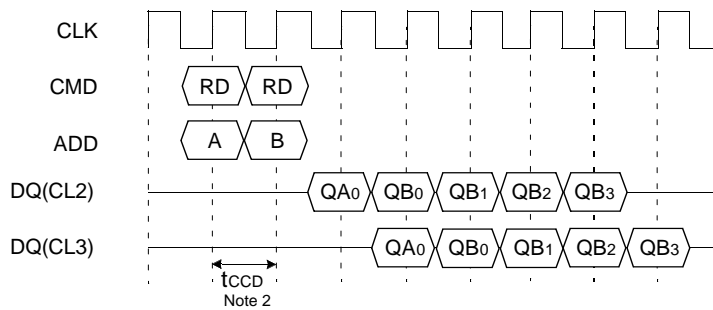 CLK
CMD RD RD
ADD A B
DQ(CL2) QA0 QB0 QB1 QB2 QB3
DQ(CL3) QA0 QB0 QB1 QB2 QB3
tCCD
Note 2